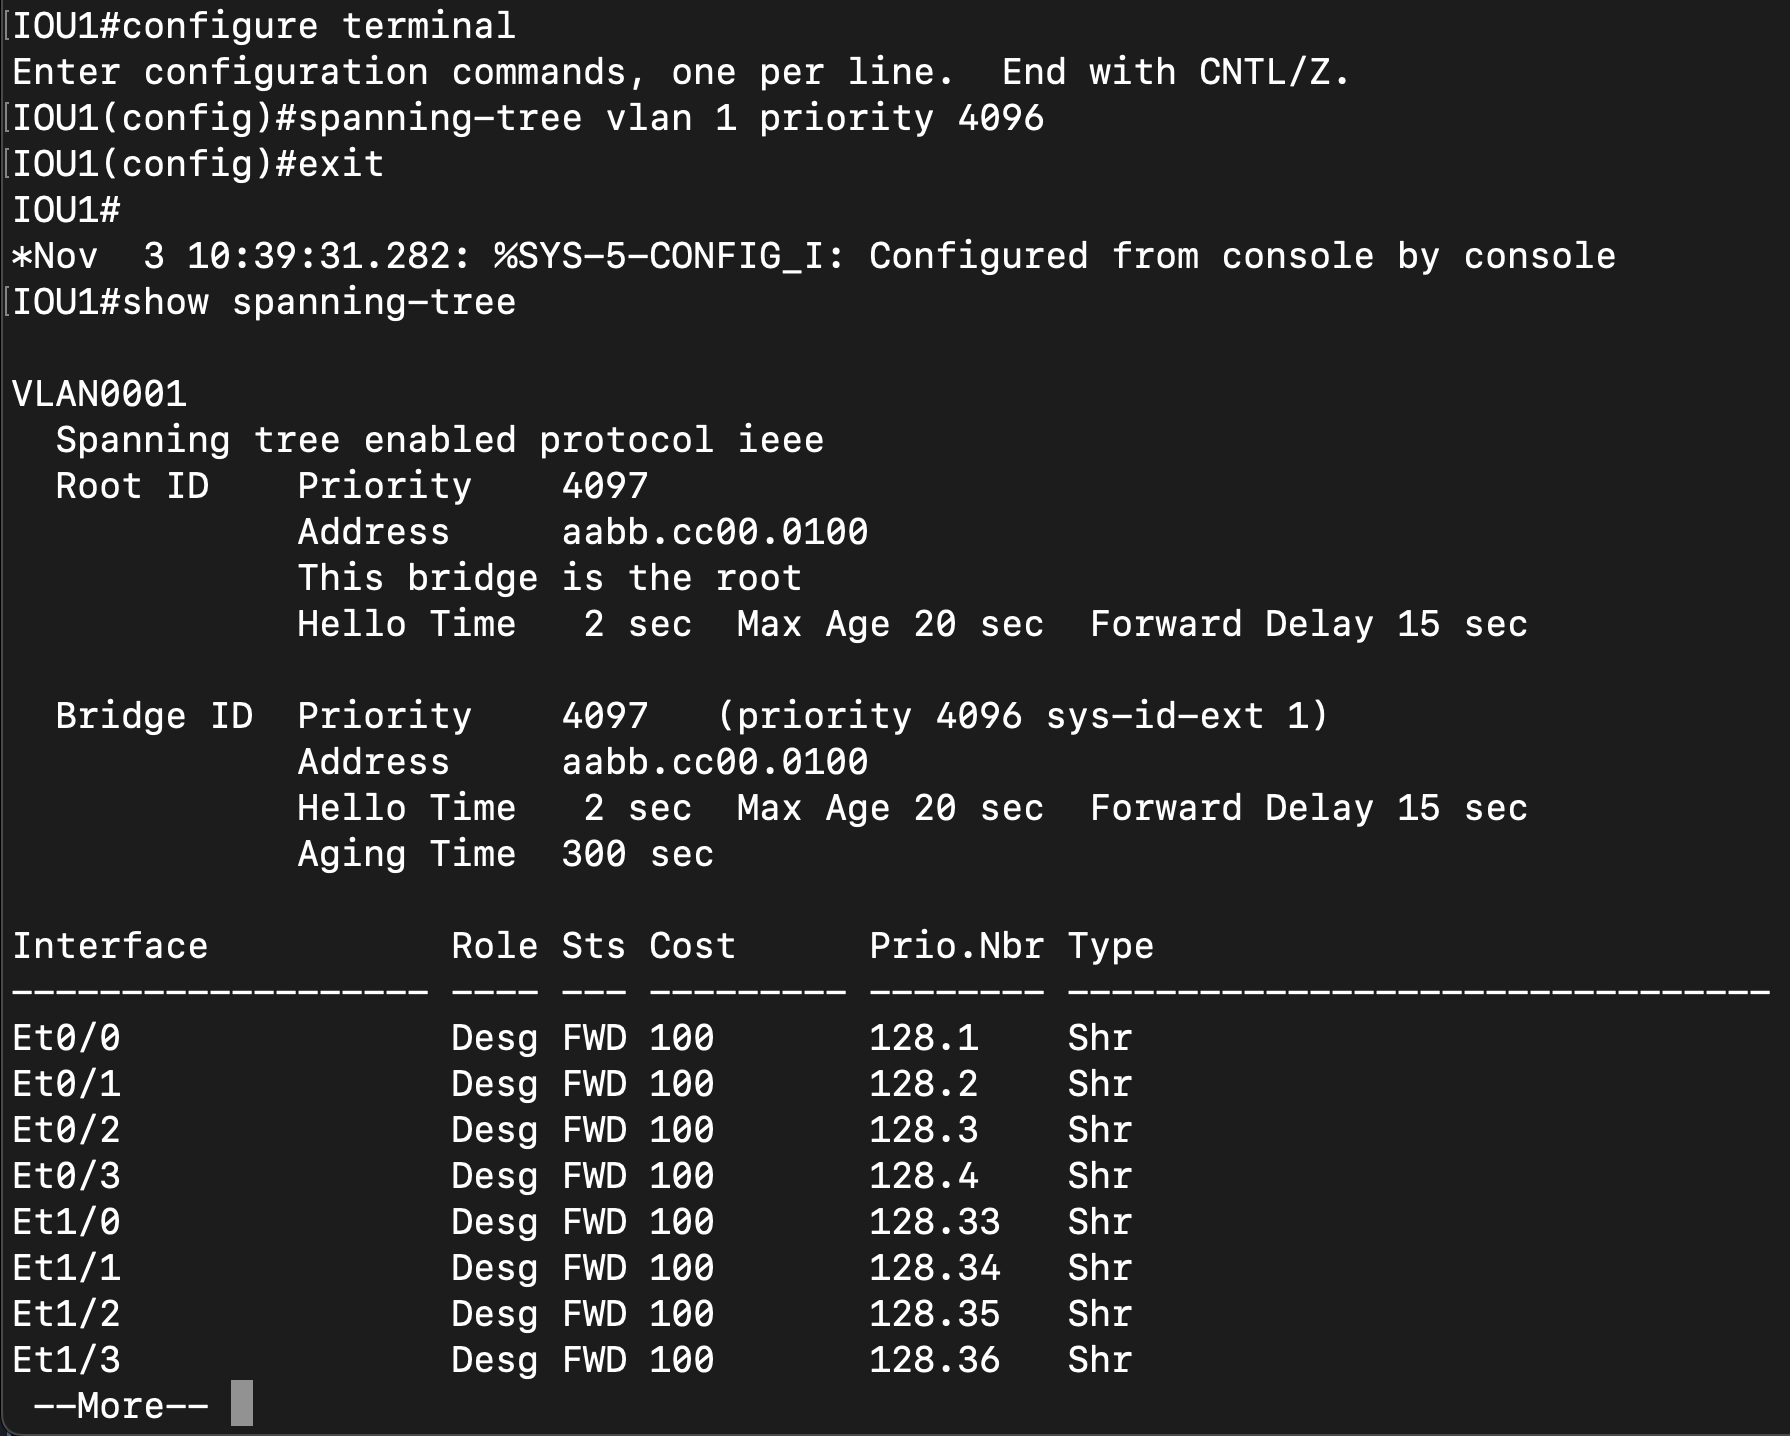 IOU1#configure terminal
Enter configuration commands, one per line.  End with CNTL/Z.
IOU1(config)#spanning-tree vlan 1 priority 4096
IOU1(config)#exit
IOU1#
*Nov  3 10:39:31.282: %SYS-5-CONFIG_I: Configured from console by console
IOU1#show spanning-tree

VLAN0001
  Spanning tree enabled protocol ieee
  Root ID    Priority    4097
             Address     aabb.cc00.0100
             This bridge is the root
             Hello Time   2 sec  Max Age 20 sec  Forward Delay 15 sec

  Bridge ID  Priority    4097   (priority 4096 sys-id-ext 1)
             Address     aabb.cc00.0100
             Hello Time   2 sec  Max Age 20 sec  Forward Delay 15 sec
             Aging Time  300 sec

Interface           Role Sts Cost      Prio.Nbr Type
------------------- ---- --- --------- -------- --------------------------------
Et0/0               Desg FWD 100       128.1    Shr
Et0/1               Desg FWD 100       128.2    Shr
Et0/2               Desg FWD 100       128.3    Shr
Et0/3               Desg FWD 100       128.4    Shr
Et1/0               Desg FWD 100       128.33   Shr
Et1/1               Desg FWD 100       128.34   Shr
Et1/2               Desg FWD 100       128.35   Shr
Et1/3               Desg FWD 100       128.36   Shr
 --More--